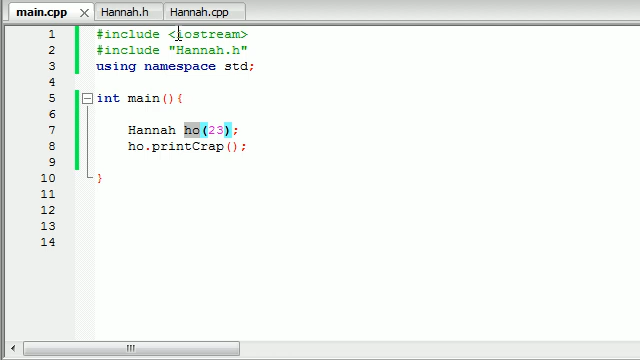 main.cpp Hannah.h Hannah.cpp
1 #include <iostream>
2 #include "Hannah.h"
3 using namespace std;
4
5 int main(){
6
7 Hannah ho(23);
8 ho.printCrap();
9
10 }
11
12
13
14